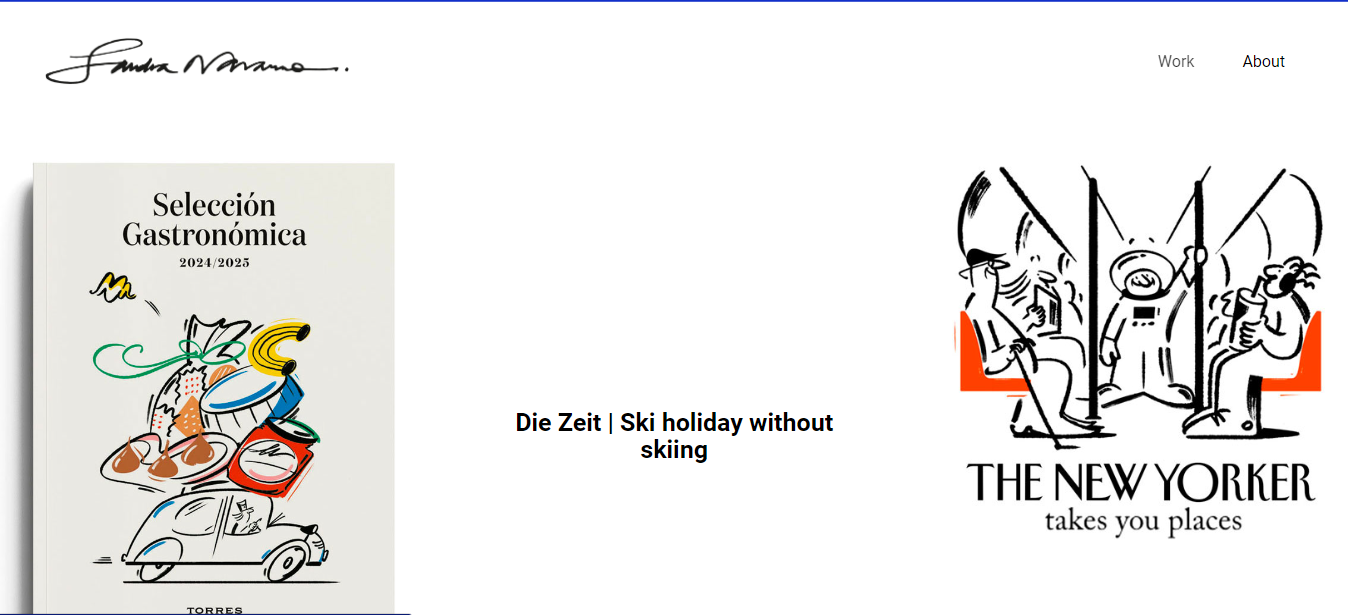 Sandra Navarro.
Work
About
Selección
Gastronómica
2024/2025
TORRES
Die Zeit | Ski holiday without
skiing
THE NEW YORKER
takes you places